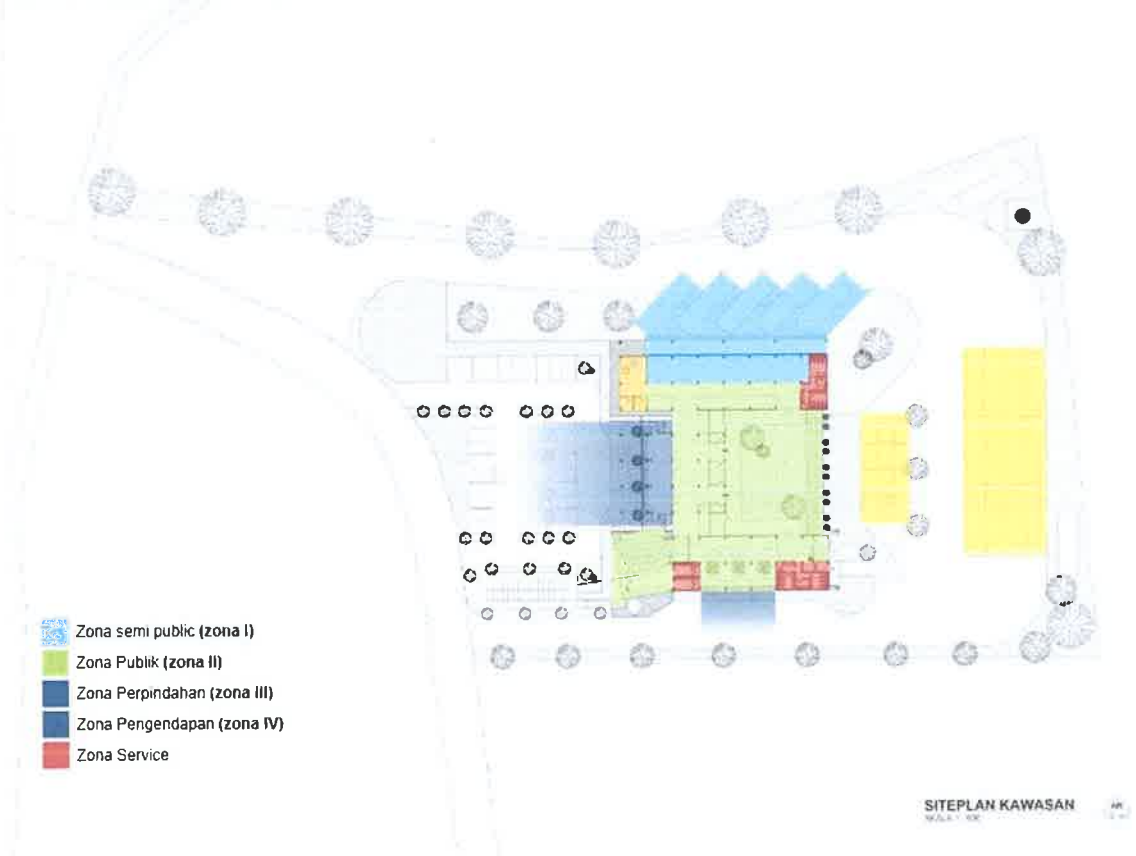 Zona semi public (zona I)
Zona Publik (zona II)
Zona Perpindahan (zona III)
Zona Pengendapan (zona IV)
Zona Service
SITEPLAN KAWASAN